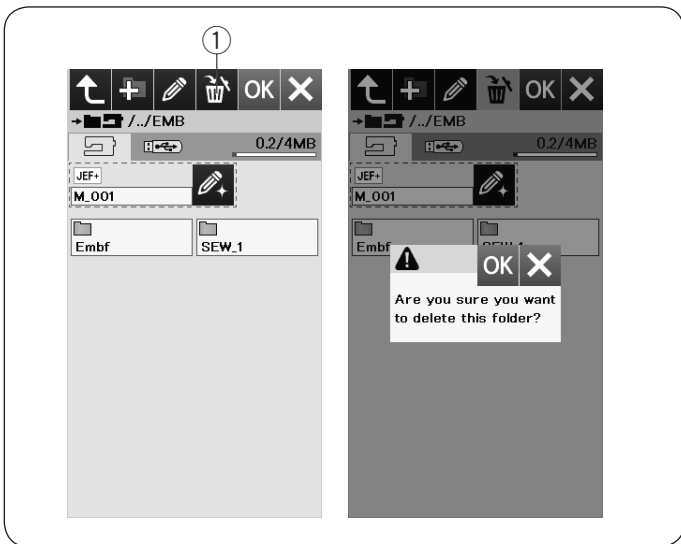 ①
OK
→ /../EMB
0.2/4MB
JEF+
M_001
Embf
SEW_1
OK
→ /../EMB
0.2/4MB
JEF+
M_001
Embf
OK
Are you sure you want
to delete this folder?